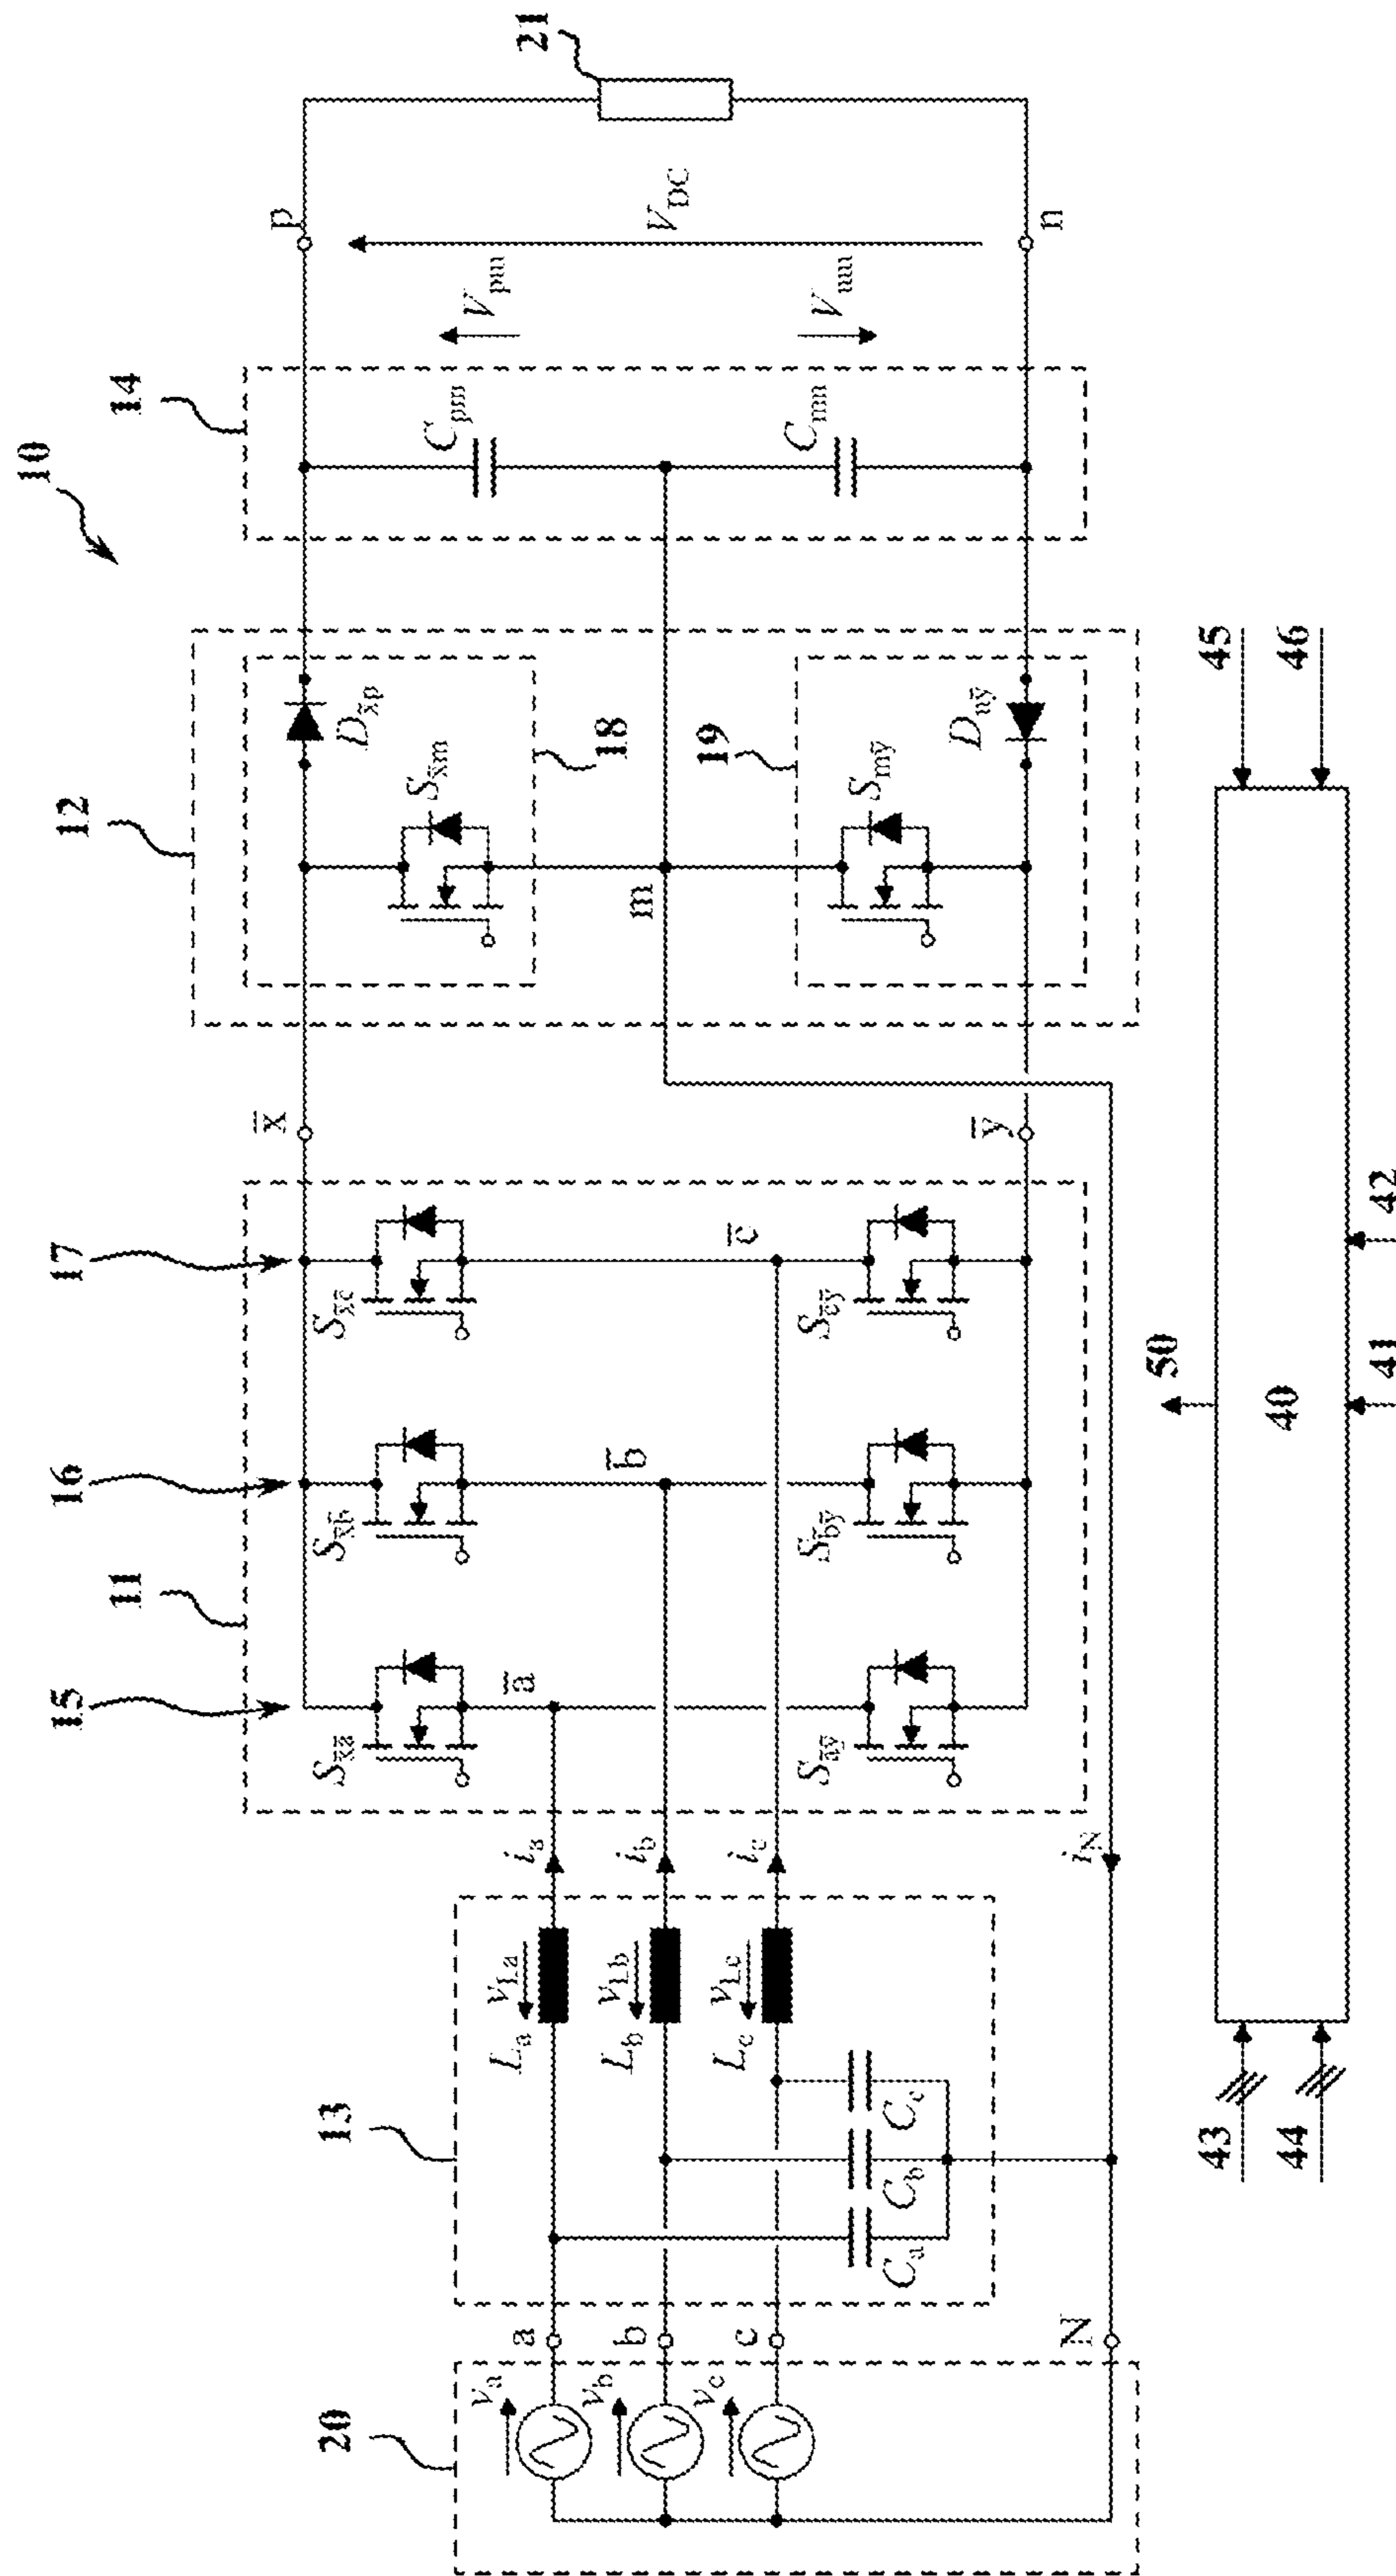 10
20
13
11
15
16
17
12
14
21
v_a
v_b
v_c
a
b
c
N
L_a
v_La
L_b
v_Lb
L_c
v_Lc
C_a
C_b
C_c
i_a
i_b
i_c
i_N
S_x̄ā
S_x̄b̄
S_x̄c̄
ā
b̄
c̄
S_āȳ
S_b̄ȳ
S_c̄ȳ
x̄
ȳ
S_x̄m
D_x̄p
18
m
19
S_mȳ
D_nȳ
C_pm
C_mn
V_pm
V_DC
p
n
40
41
42
43
44
45
46
50